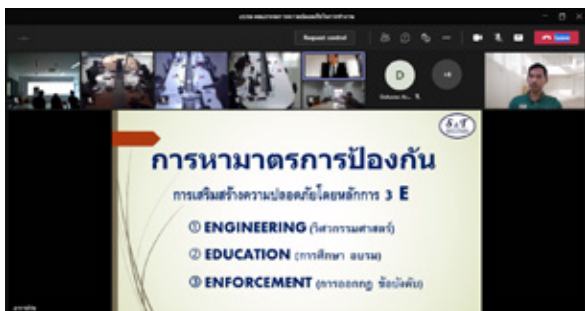 Request control
Leave
D
+8
S&T
การหามาตรการป้องกัน
การเสริมสร้างความปลอดภัยโดยหลักการ 3 E
① ENGINEERING (วิศวกรรมศาสตร์)
② EDUCATION (การศึกษา อบรม)
③ ENFORCEMENT (การออกกฎ ข้อบังคับ)